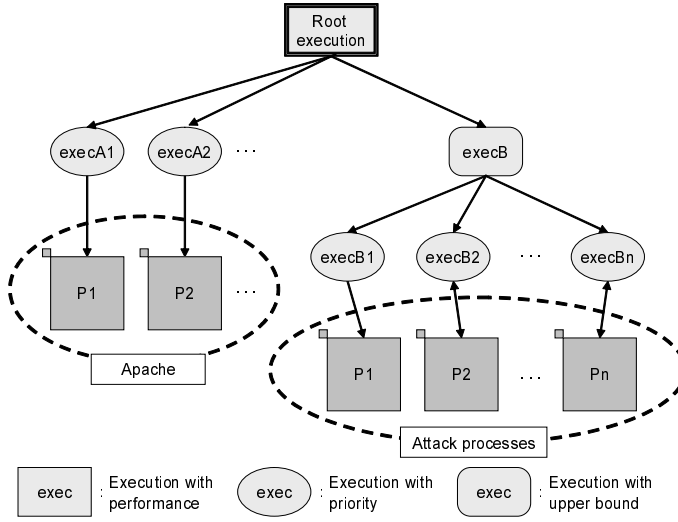 Root
execution
execA1
execA2
...
execB
execB1
execB2
...
execBn
P1
P2
...
Apache
P1
P2
...
Pn
Attack processes
exec : Execution with
performance
exec : Execution with
priority
exec : Execution with
upper bound